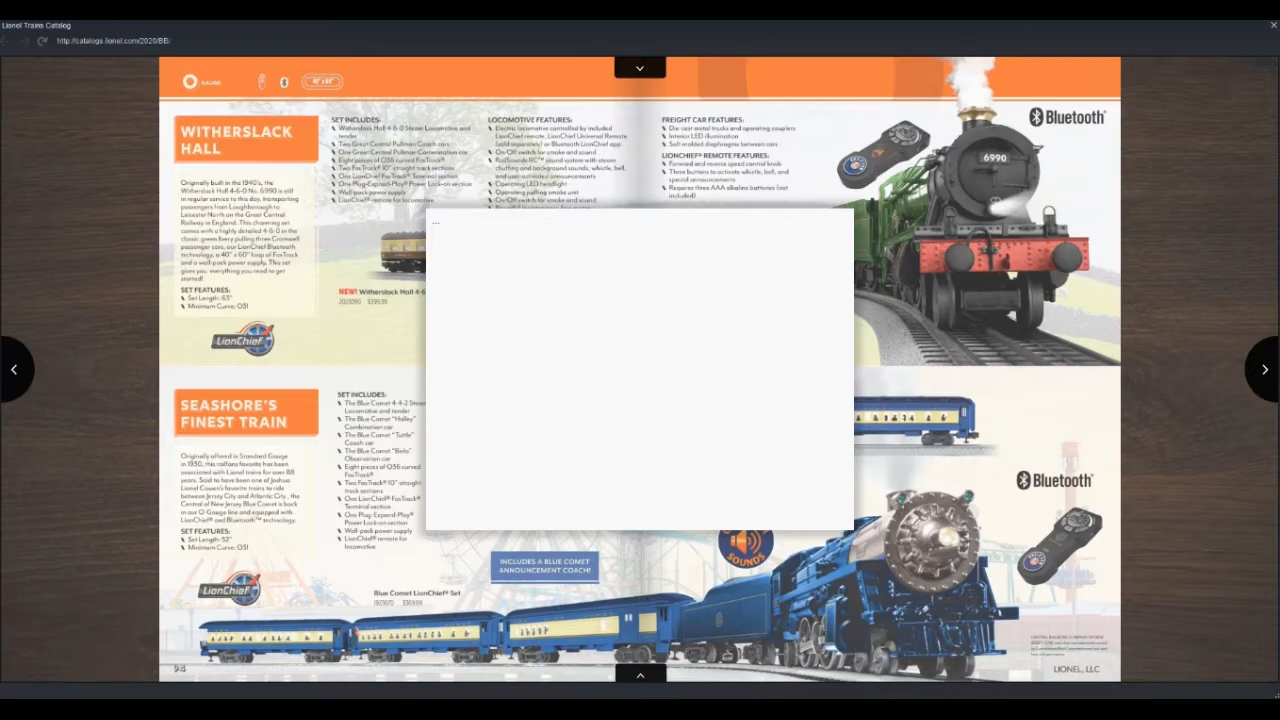 Lionel Trains Catalog
http://catalogs.lionel.com/2020/BB/
GAUGE
40" x 60"
WITHERSLACK
HALL
Originally built in the 1940's, the
Witherslack Hall 4-6-0 No. 6990 is still
in regular service to this day, transporting
passengers from Loughborough to
Leicester North on the Great Central
Railway in England. This charming set
comes with a highly detailed 4-6-0 in the
classic green livery pulling three Cromwell
passenger cars, our LionChief Bluetooth
technology, a 40" x 60" loop of FasTrack
and a wall-pack power supply. This set
gives you everything you need to get
started!
SET FEATURES:
Set Length: 63"
Minimum Curve: O31
LIONCHIEF
SET INCLUDES:
Witherslack Hall 4-6-0 Steam Locomotive and
tender
Two Great Central Pullman Coach cars
One Great Central Pullman Combination car
Eight pieces of O36 curved FasTrack®
Two FasTrack® 10" straight track sections
One LionChief FasTrack® Terminal section
One Plug-Expand-Play® Power Lock-on section
Wall-pack power supply
LionChief® remote for locomotive
NEW! Witherslack Hall 4-6
2023090 $399.99
LOCOMOTIVE FEATURES:
Electric locomotive controlled by included
LionChief remote, LionChief Universal Remote
(sold separately) or Bluetooth LionChief app.
On/Off switch for smoke and sound
RailSounds RC™ sound system with steam
chuffing and background sounds, whistle, bell,
and user-activated announcements
Operating LED headlight
Operating puffing smoke unit
On/Off switch for smoke and sound
FREIGHT CAR FEATURES:
Die-cast metal trucks and operating couplers
Interior LED illumination
Soft molded diaphragms between cars
LIONCHIEF® REMOTE FEATURES:
Forward and reverse speed control knob
Three buttons to activate whistle, bell, and
special announcements
Requires three AAA alkaline batteries (not
included)
Bluetooth®
6990
...
SEASHORE'S
FINEST TRAIN
Originally offered in Standard Gauge
in 1930, this railfans favorite has been
associated with Lionel trains for over 88
years. Said to have been one of Joshua
Lionel Cowen's favorite trains to ride
between Jersey City and Atlantic City, the
Central of New Jersey Blue Comet is back
in our O-Gauge line and equipped with
LionChief® and Bluetooth™ technology.
SET FEATURES:
Set Length: 52"
Minimum Curve: O31
LIONCHIEF
SET INCLUDES:
The Blue Comet 4-4-2 Steam
Locomotive and tender
The Blue Comet "Halley"
Combination car
The Blue Comet "Tuttle"
Coach car
The Blue Comet "Biela"
Observation car
Eight pieces of O36 curved
FasTrack®
Two FasTrack® 10" straight
track sections
One LionChief® FasTrack®
Terminal section
One Plug-Expand-Play®
Power Lock-on section
Wall-pack power supply
LionChief® remote for
locomotive
Bluetooth®
SOUNDS
INCLUDES A BLUE COMET
ANNOUNCEMENT COACH!
Blue Comet LionChief® Set
$369.99
94
LIONEL, LLC